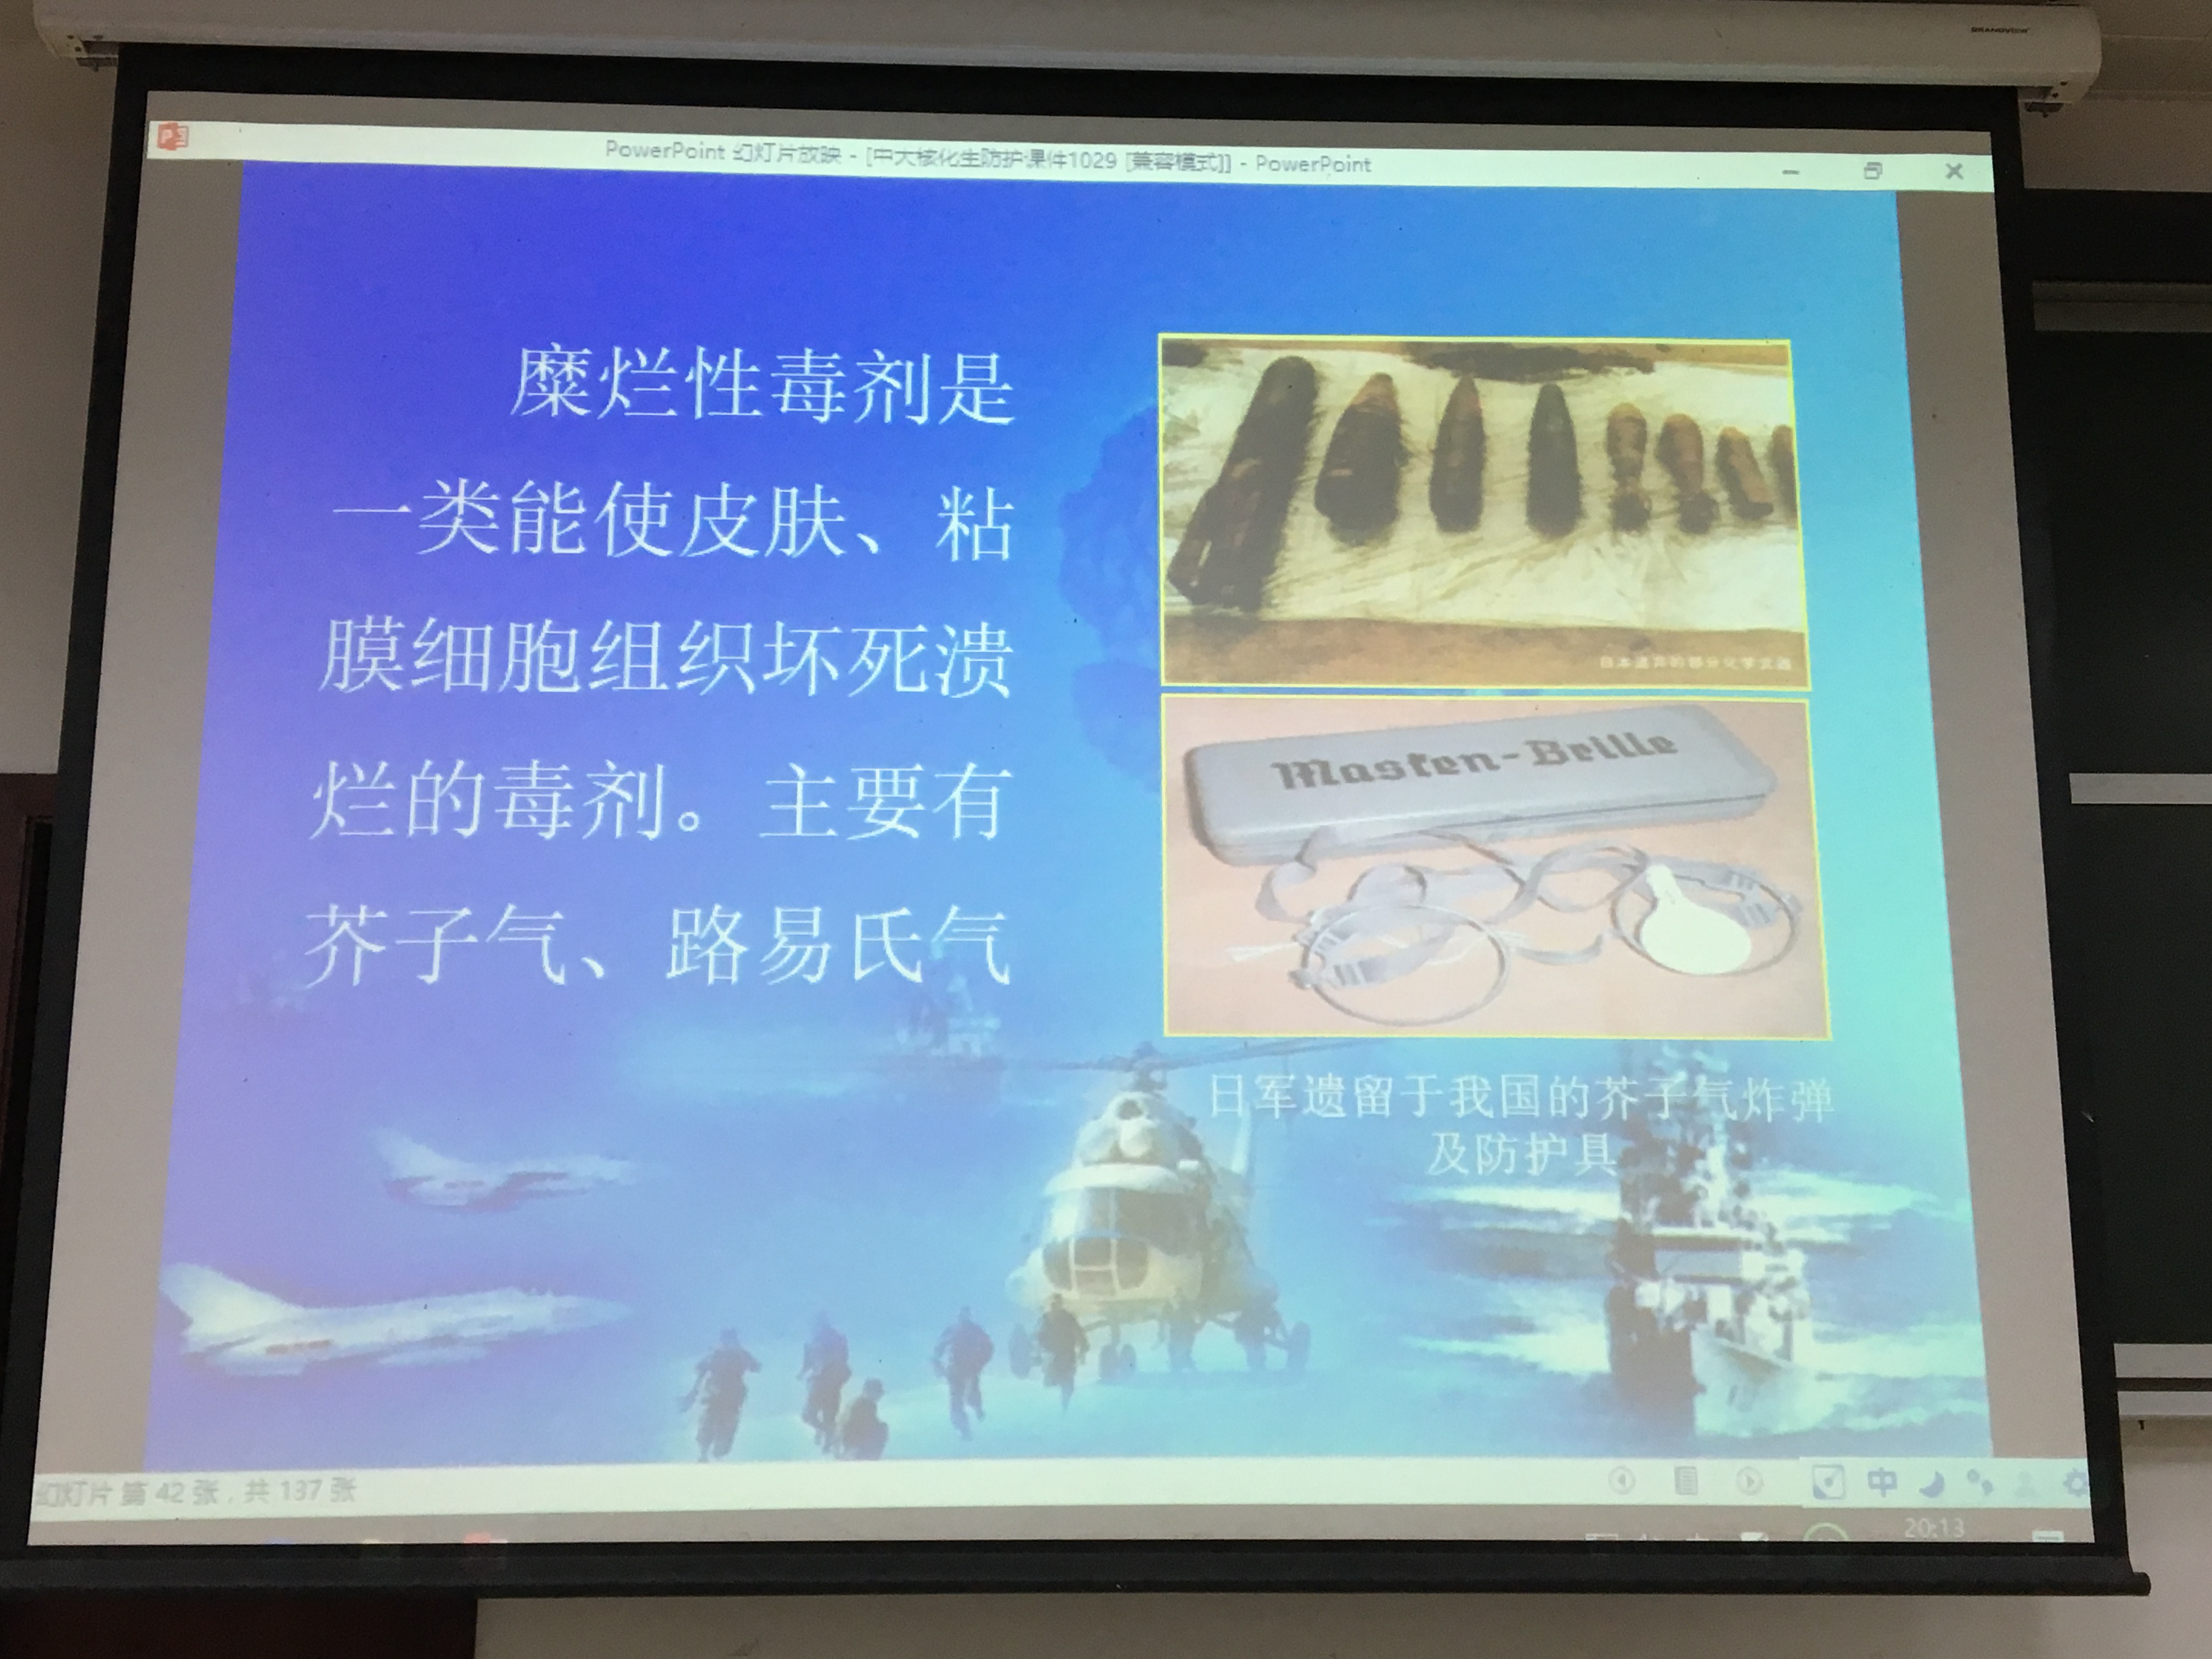 GRANDVIEW
PowerPoint 幻灯片放映 - [中大核化生防护课件1029 [兼容模式]] - PowerPoint
糜烂性毒剂是
一类能使皮肤、粘
膜细胞组织坏死溃
烂的毒剂。主要有
芥子气、路易氏气
日本遗弃的部分化学武器
Masken-Brille
日军遗留于我国的芥子气炸弹
及防护具
幻灯片 第 42 张，共 137 张
中
20:13